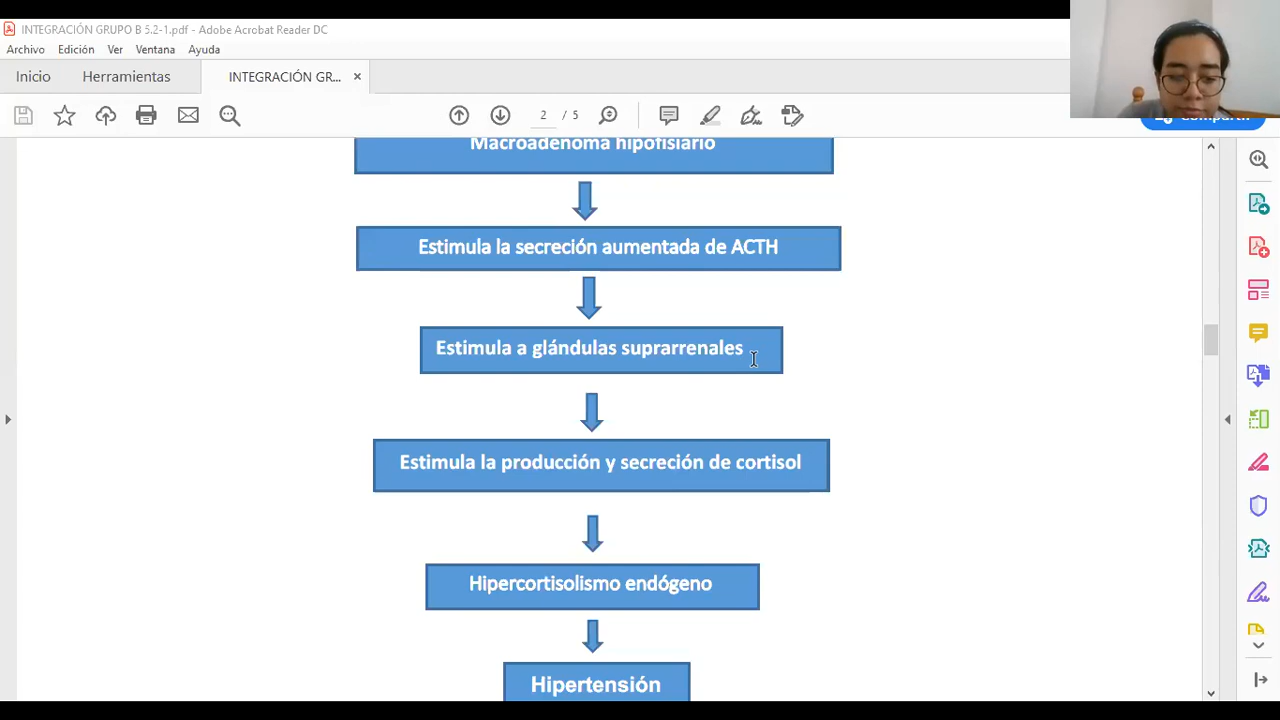 INTEGRACIÓN GRUPO B 5.2-1.pdf - Adobe Acrobat Reader DC
Archivo Edición Ver Ventana Ayuda
Inicio Herramientas INTEGRACIÓN GR... ×
2 / 5
Compartir
Macroadenoma hipofisiario
Estimula la secreción aumentada de ACTH
Estimula a glándulas suprarrenales
Estimula la producción y secreción de cortisol
Hipercortisolismo endógeno
Hipertensión